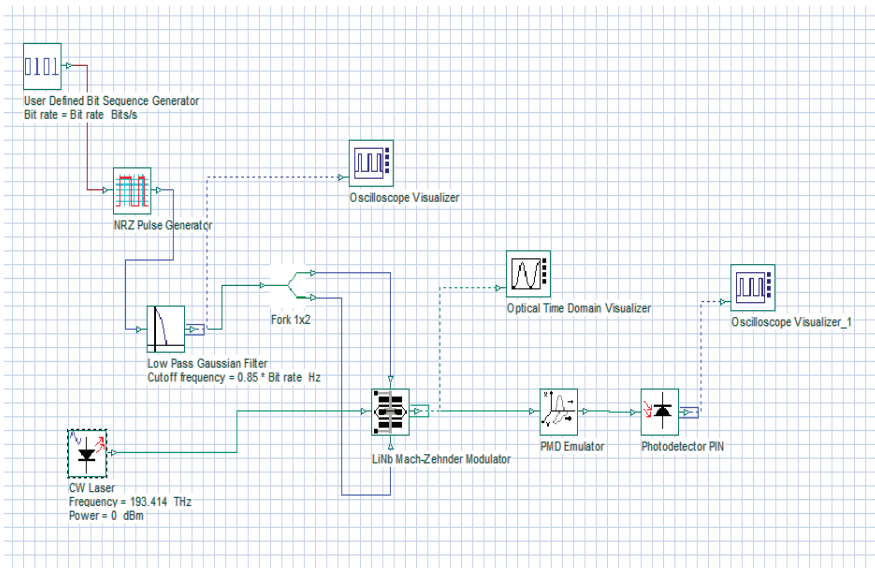 User Defined Bit Sequence Generator
Bit rate = Bit rate  Bits/s
Oscilloscope Visualizer
NRZ Pulse Generator
Optical Time Domain Visualizer
Fork 1x2
Oscilloscope Visualizer_1
Low Pass Gaussian Filter
Cutoff frequency = 0.85 * Bit rate  Hz
LiNb Mach-Zehnder Modulator
PMD Emulator
Photodetector PIN
CW Laser
Frequency = 193.414  THz
Power = 0  dBm